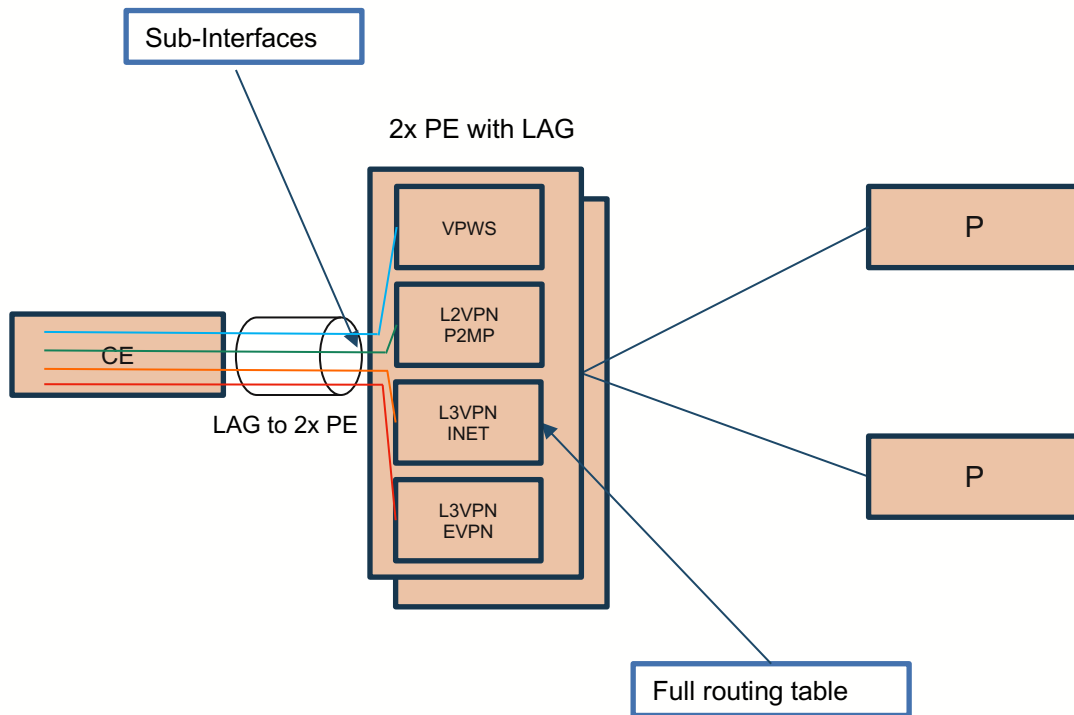 Sub-Interfaces
2x PE with LAG
VPWS
P
L2VPN
P2MP
CE
LAG to 2x PE
L3VPN
INET
P
L3VPN
EVPN
Full routing table